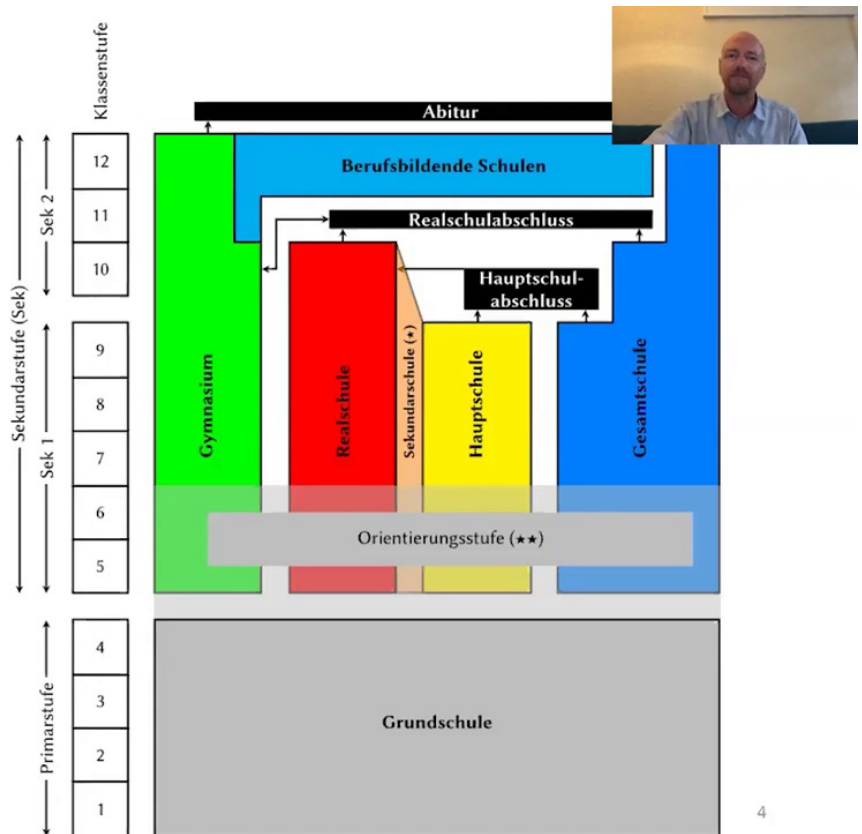 Klassenstufe
Abitur
12
Berufsbildende Schulen
11
Realschulabschluss
10
Hauptschul-
abschluss
9
8
7
6
5
Sekundarstufe (Sek)
Sek 2
Sek 1
Gymnasium
Realschule
Sekundarschule (★)
Hauptschule
Gesamtschule
Orientierungsstufe (★★)
4
3
2
1
Primarstufe
Grundschule
4